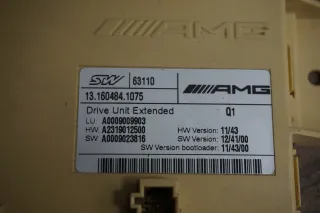 AMG
SW 63110
13.160484.1075
AMG
Drive Unit Extended Q1
LU: A0009009903
HW: A2319012500 HW Version: 11/43
SW: A0009023816 SW Version: 12/41/00
SW Version bootloader: 11/43/00